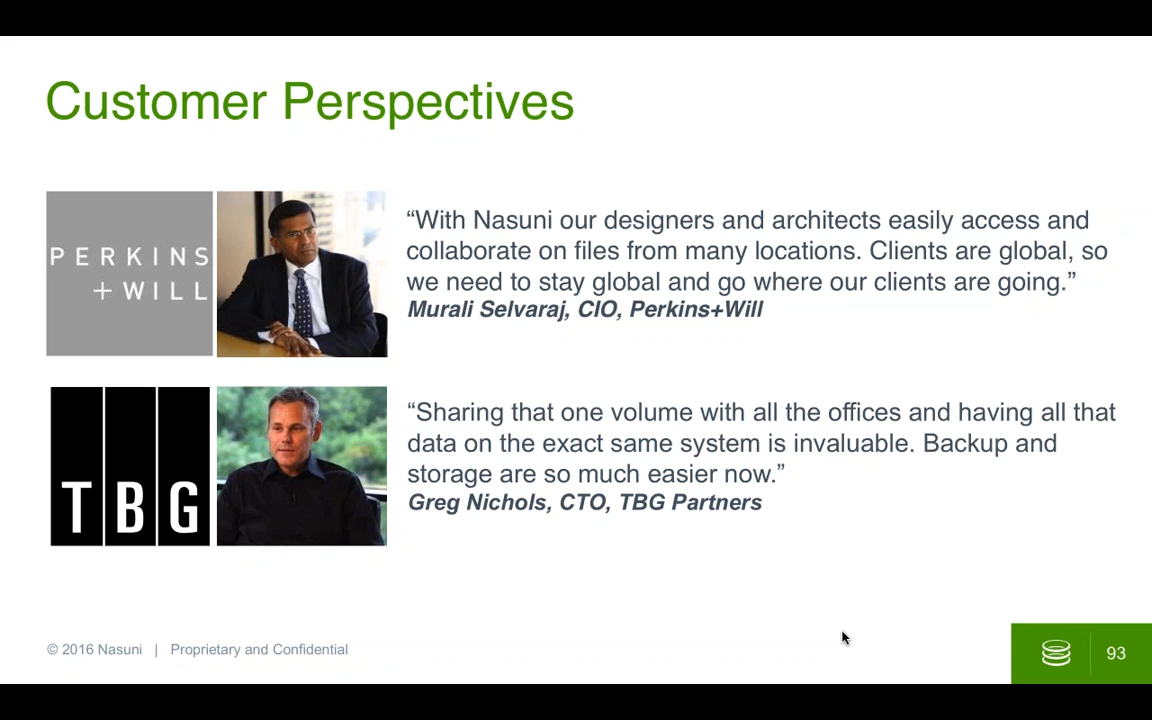 Customer Perspectives
PERKINS
+ WILL
“With Nasuni our designers and architects easily access and
collaborate on files from many locations. Clients are global, so
we need to stay global and go where our clients are going.”
Murali Selvaraj, CIO, Perkins+Will
TBG
“Sharing that one volume with all the offices and having all that
data on the exact same system is invaluable. Backup and
storage are so much easier now.”
Greg Nichols, CTO, TBG Partners
© 2016 Nasuni | Proprietary and Confidential
93